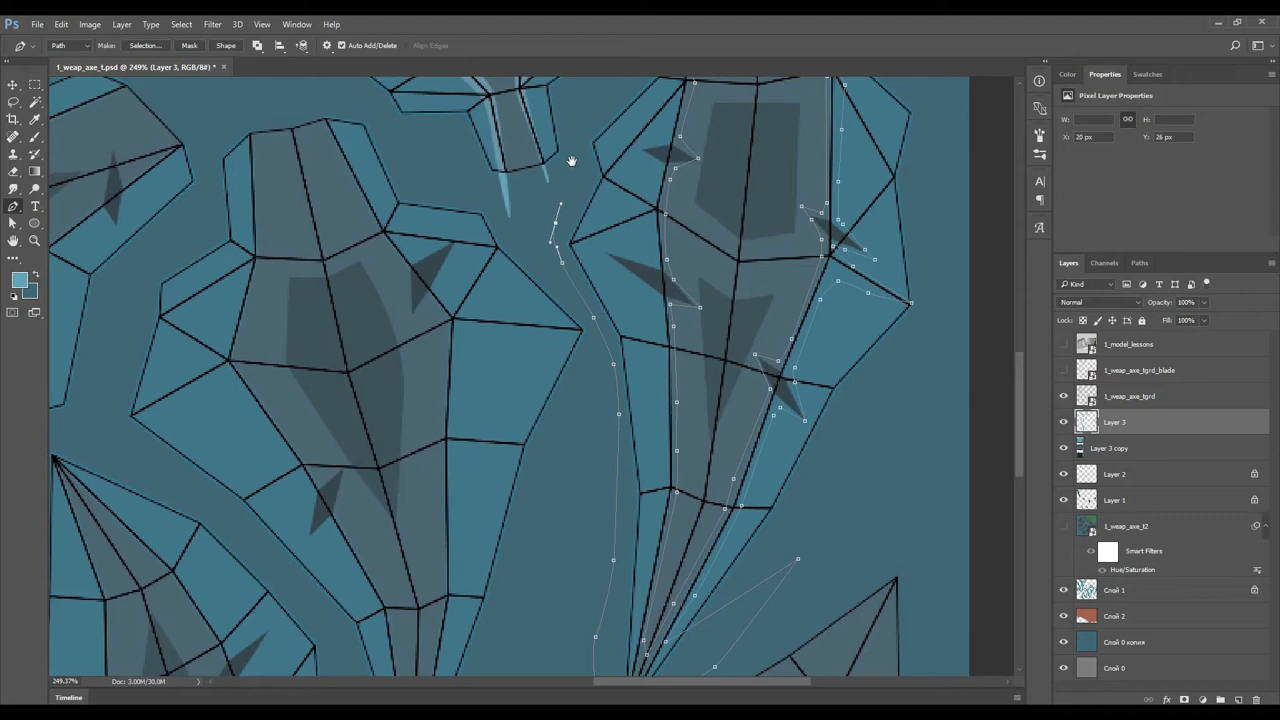 Ps File Edit Image Layer Type Select Filter 3D View Window Help
Path Make: Selection... Mask Shape Auto Add/Delete Align Edges
1_weap_axe_t.psd @ 249% (Layer 3, RGB/8#) * ×
Color Properties Swatches
Pixel Layer Properties
W: H:
X: 20 px Y: 26 px
Layers Channels Paths
Kind
Normal Opacity: 100%
Lock: Fill: 100%
1_model_lessons
1_weap_axe_tgrd_blade
1_weap_axe_tgrd
Layer 3
Layer 3 copy
Layer 2
Layer 1
1_weap_axe_t2
Smart Filters
Hue/Saturation
Слой 1
Слой 2
Слой 0 копия
Слой 0
249.37% Doc: 3.00M/30.0M
Timeline